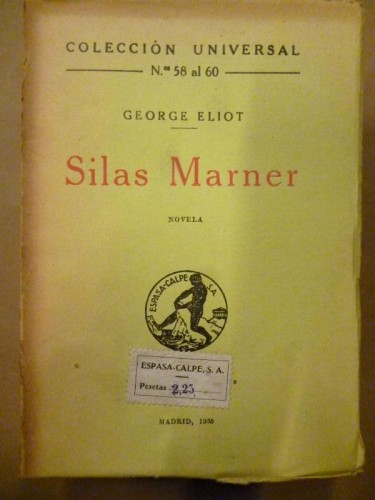 COLECCIÓN UNIVERSAL
N.os 58 al 60
GEORGE ELIOT
Silas Marner
NOVELA
ESPASA-CALPE, S.A.
ESPASA-CALPE, S. A.
Pesetas 2,25
MADRID,